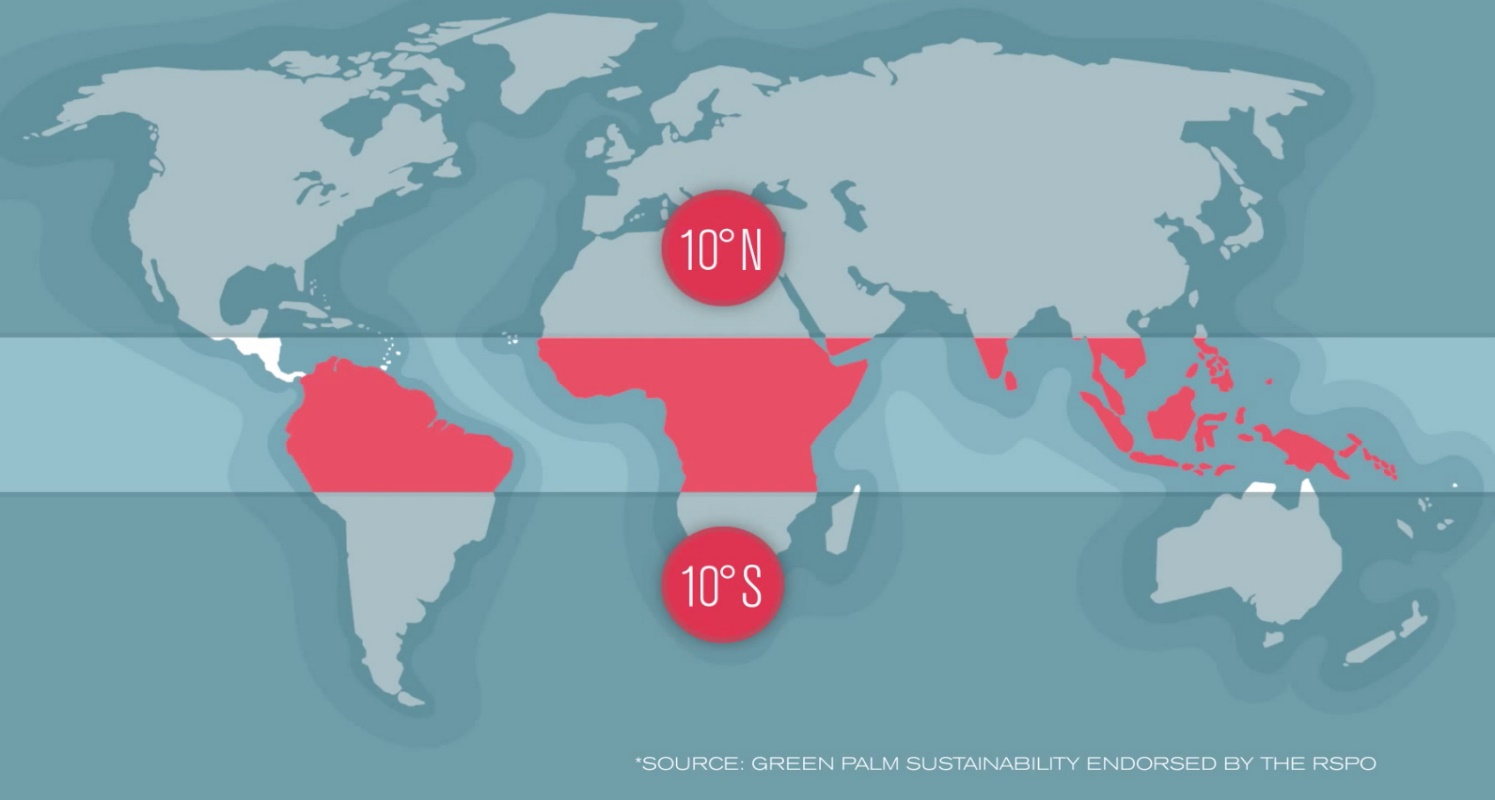 10° N
10° S
*SOURCE: GREEN PALM SUSTAINABILITY ENDORSED BY THE RSPO